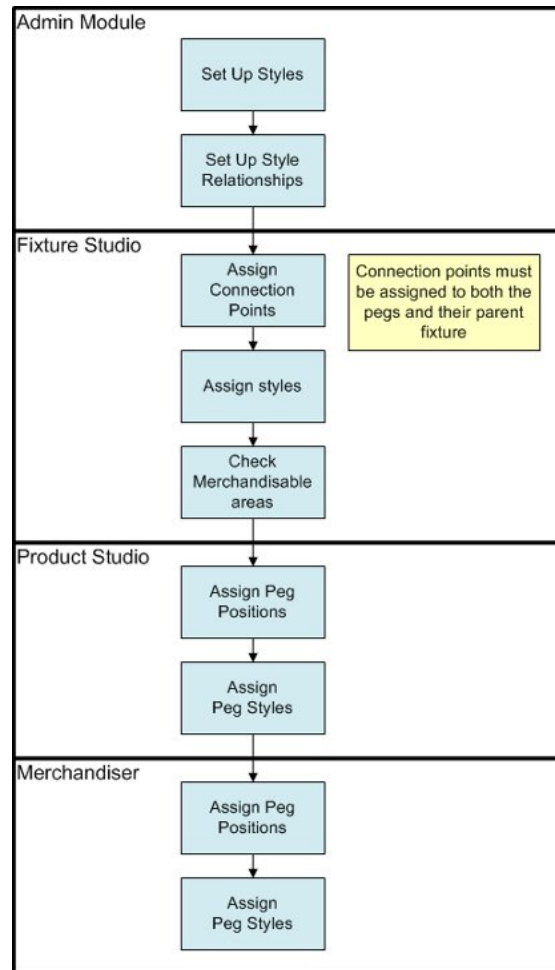 Admin Module
Set Up Styles
Set Up Style
Relationships
Fixture Studio
Assign
Connection
Points
Connection points must
be assigned to both the
pegs and their parent
fixture
Assign styles
Check
Merchandisable
areas
Product Studio
Assign Peg
Positions
Assign
Peg Styles
Merchandiser
Assign Peg
Positions
Assign
Peg Styles